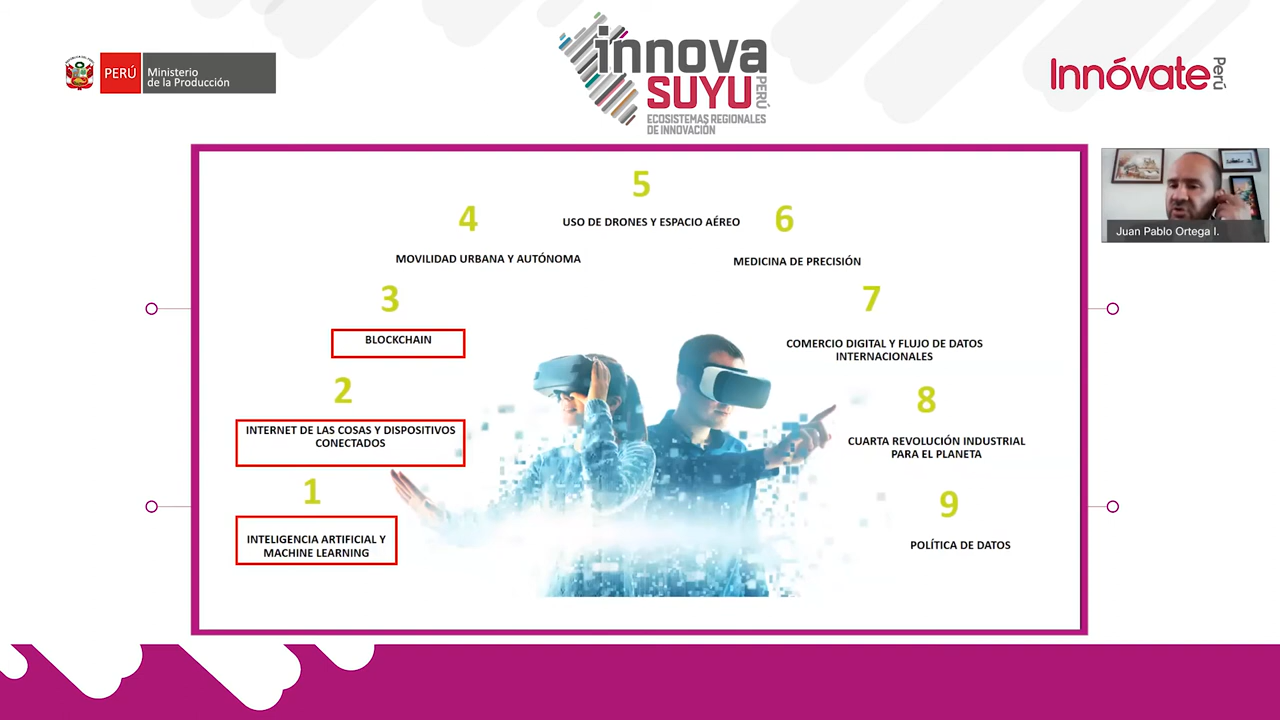 PERÚ
Ministerio
de la Producción
innova
SUYU
PERÚ
ECOSISTEMAS REGIONALES
DE INNOVACIÓN
Innóvate
Perú
5
USO DE DRONES Y ESPACIO AÉREO
4
MOVILIDAD URBANA Y AUTÓNOMA
6
MEDICINA DE PRECISIÓN
3
BLOCKCHAIN
7
COMERCIO DIGITAL Y FLUJO DE DATOS
INTERNACIONALES
2
INTERNET DE LAS COSAS Y DISPOSITIVOS
CONECTADOS
8
CUARTA REVOLUCIÓN INDUSTRIAL
PARA EL PLANETA
1
INTELIGENCIA ARTIFICIAL Y
MACHINE LEARNING
9
POLÍTICA DE DATOS
Juan Pablo Ortega I.